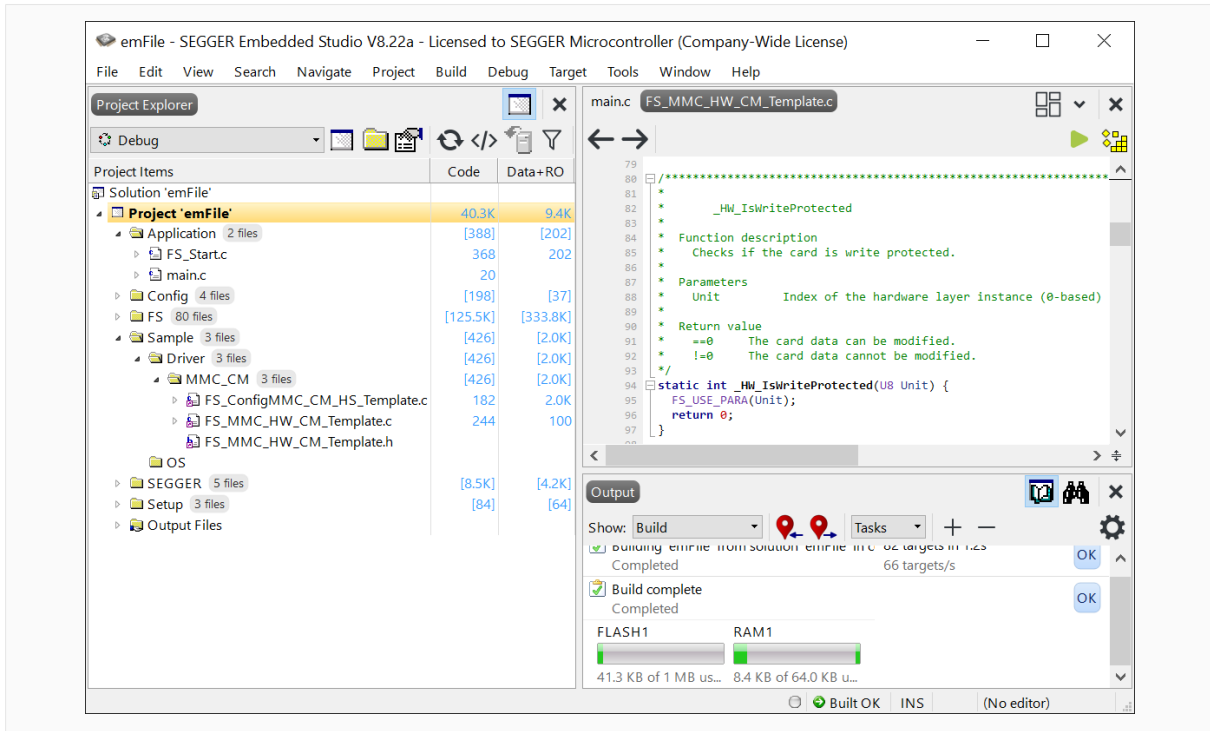 emFile - SEGGER Embedded Studio V8.22a - Licensed to SEGGER Microcontroller (Company-Wide License)
File Edit View Search Navigate Project Build Debug Target Tools Window Help
Project Explorer
Debug
Project Items Code Data+RO
Solution 'emFile'
Project 'emFile' 40.3K 9.4K
Application 2 files [388] [202]
FS_Start.c 368 202
main.c 20
Config 4 files [198] [37]
FS 80 files [125.5K] [333.8K]
Sample 3 files [426] [2.0K]
Driver 3 files [426] [2.0K]
MMC_CM 3 files [426] [2.0K]
FS_ConfigMMC_CM_HS_Template.c 182 2.0K
FS_MMC_HW_CM_Template.c 244 100
FS_MMC_HW_CM_Template.h
OS
SEGGER 5 files [8.5K] [4.2K]
Setup 3 files [84] [64]
Output Files
main.c FS_MMC_HW_CM_Template.c
79
80 /*****************************************************************
81 *
82 * _HW_IsWriteProtected
83 *
84 * Function description
85 * Checks if the card is write protected.
86 *
87 * Parameters
88 * Unit Index of the hardware layer instance (0-based)
89 *
90 * Return value
91 * ==0 The card data can be modified.
92 * !=0 The card data cannot be modified.
93 */
94 static int _HW_IsWriteProtected(U8 Unit) {
95 FS_USE_PARA(Unit);
96 return 0;
97 }
98
Output
Show: Build Tasks
Building 'emFile' from solution 'emFile' in c 82 targets in 1.2s OK
Completed 66 targets/s
Build complete OK
Completed
FLASH1 RAM1
41.3 KB of 1 MB us... 8.4 KB of 64.0 KB u...
Built OK INS (No editor)